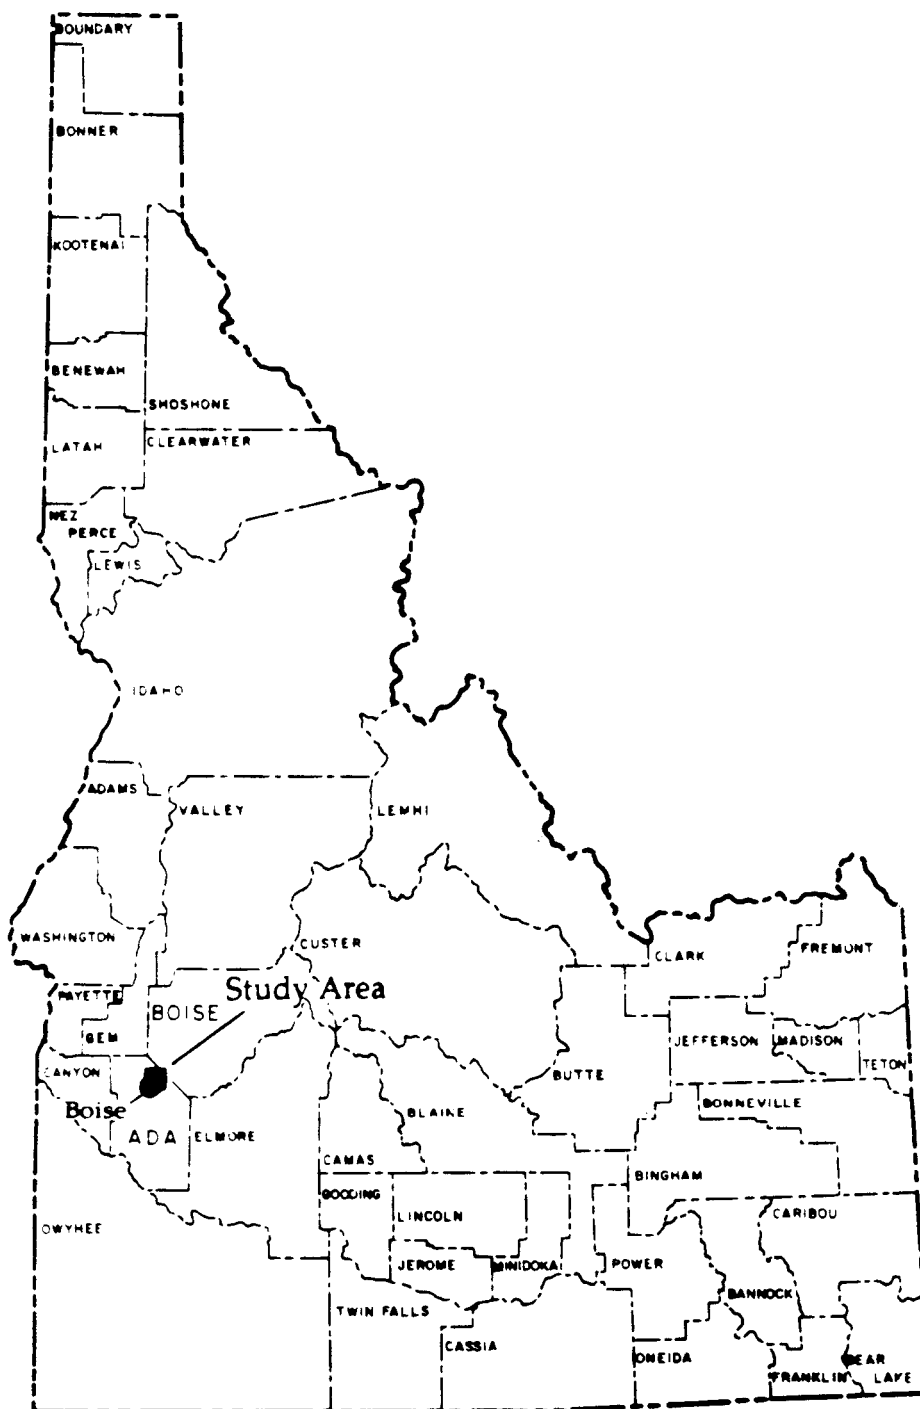 BOUNDARY
BONNER
KOOTENAI
BENEWAH
SHOSHONE
LATAH
CLEARWATER
NEZ
PERCE
LEWIS
IDAHO
ADAMS
VALLEY
LEMHI
WASHINGTON
CUSTER
CLARK
FREMONT
PAYETTE
Study Area
BOISE
GEM
JEFFERSON
MADISON
TETON
CANYON
BUTTE
Boise
BONNEVILLE
BLAINE
ADA
ELMORE
CAMAS
BINGHAM
GOODING
LINCOLN
CARIBOU
OWYHEE
JEROME
MINIDOKA
POWER
BANNOCK
TWIN FALLS
CASSIA
ONEIDA
BEAR
FRANKLIN
LAKE